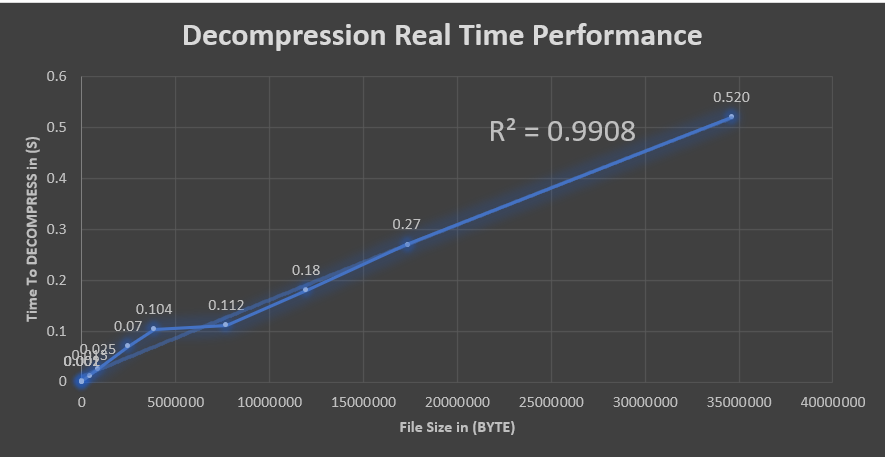 Decompression Real Time Performance
0.6
0.5
0.4
0.3
0.2
0.1
0
Time To DECOMPRESS in (S)
R² = 0.9908
0.025
0.07
0.104
0.112
0.18
0.27
0.520
0 5000000 10000000 15000000 20000000 25000000 30000000 35000000 40000000
File Size in (BYTE)